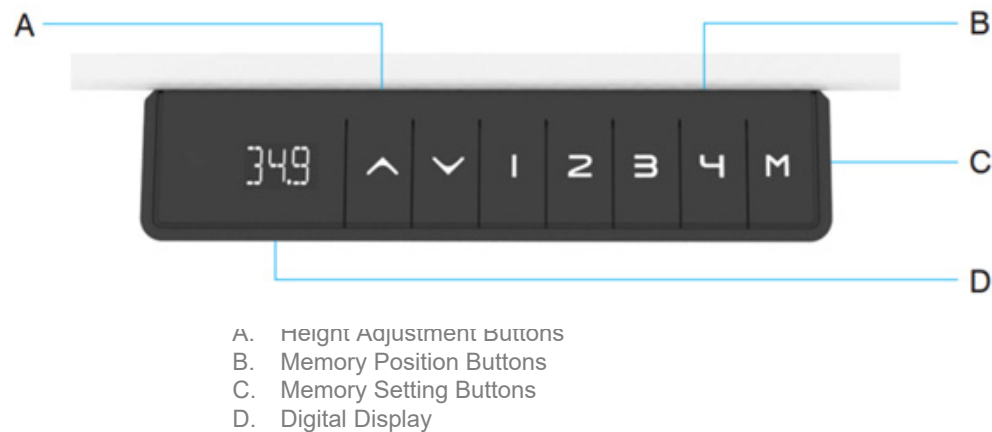 A
B
34.9 1 2 3 4 M
C
D
A. Height Adjustment Buttons
B. Memory Position Buttons
C. Memory Setting Buttons
D. Digital Display